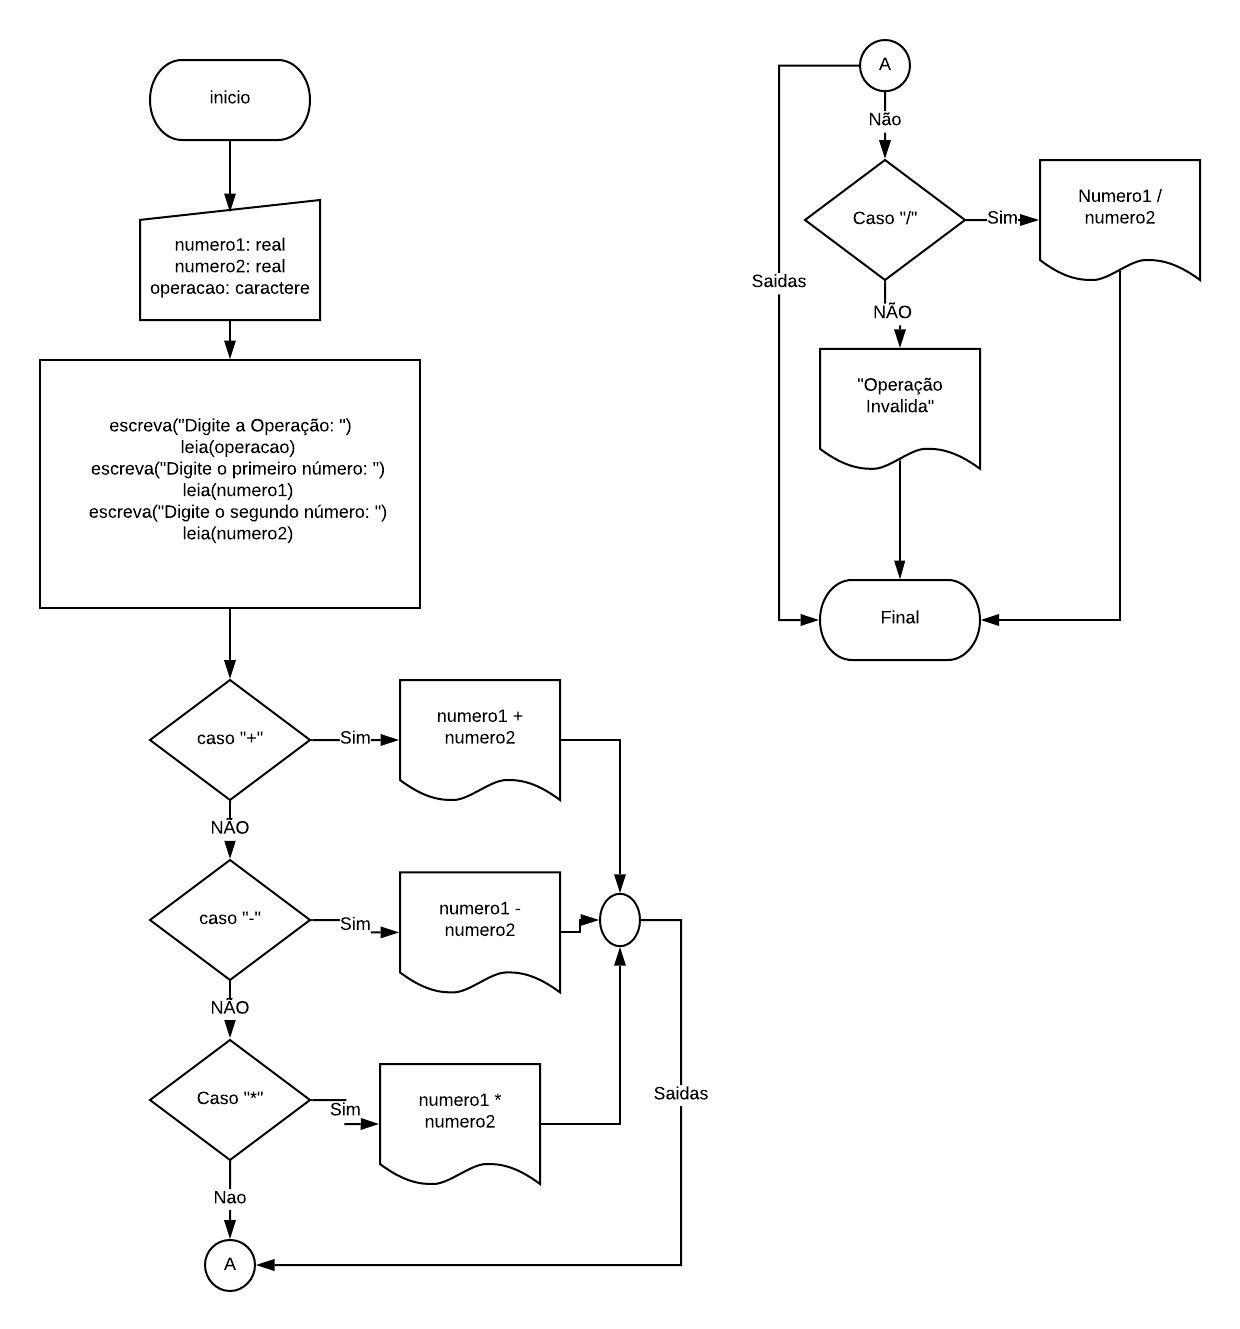 inicio
numero1: real
numero2: real
operacao: caractere
escreva("Digite a Operação: ")
leia(operacao)
escreva("Digite o primeiro número: ")
leia(numero1)
escreva("Digite o segundo número: ")
leia(numero2)
caso "+"
Sim
numero1 +
numero2
NÃO
caso "-"
Sim
numero1 -
numero2
NÃO
Caso "*"
Sim
numero1 *
numero2
Saidas
Nao
A
A
Não
Caso "/"
Sim
Numero1 /
numero2
Saidas
NÃO
"Operação
Invalida"
Final